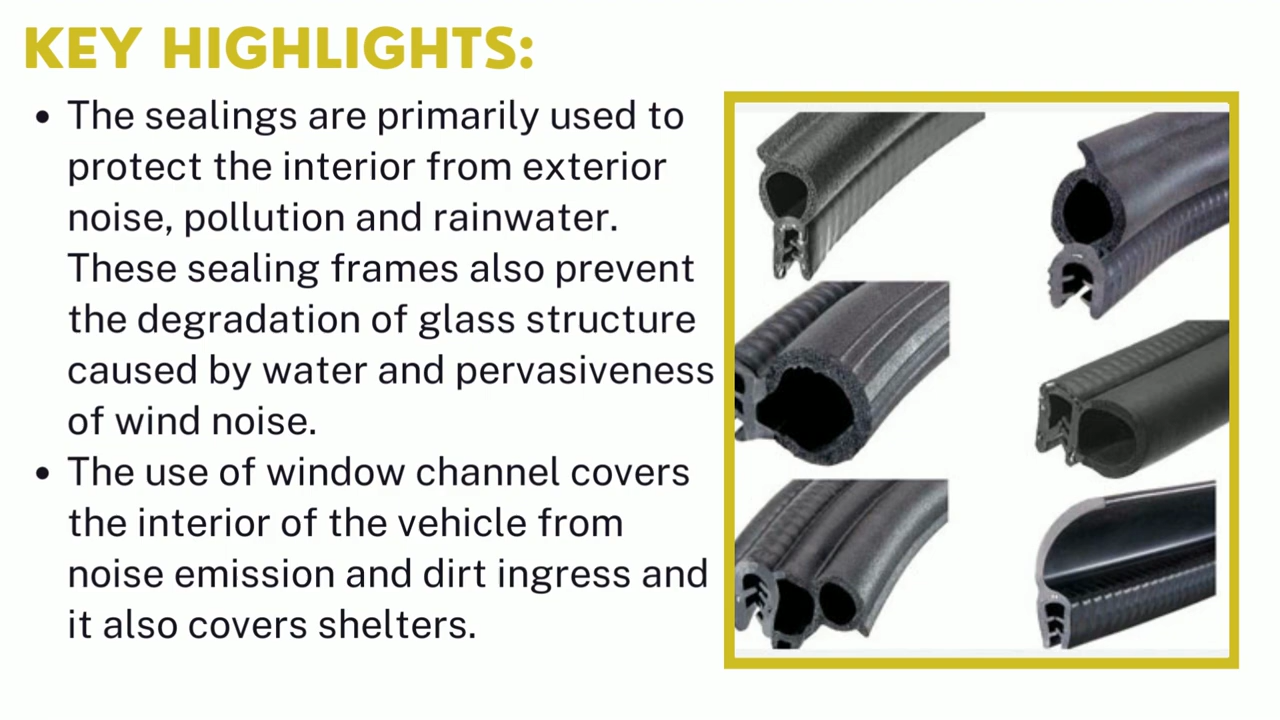 KEY HIGHLIGHTS:
• The sealings are primarily used to
protect the interior from exterior
noise, pollution and rainwater.
These sealing frames also prevent
the degradation of glass structure
caused by water and pervasiveness
of wind noise.
• The use of window channel covers
the interior of the vehicle from
noise emission and dirt ingress and
it also covers shelters.